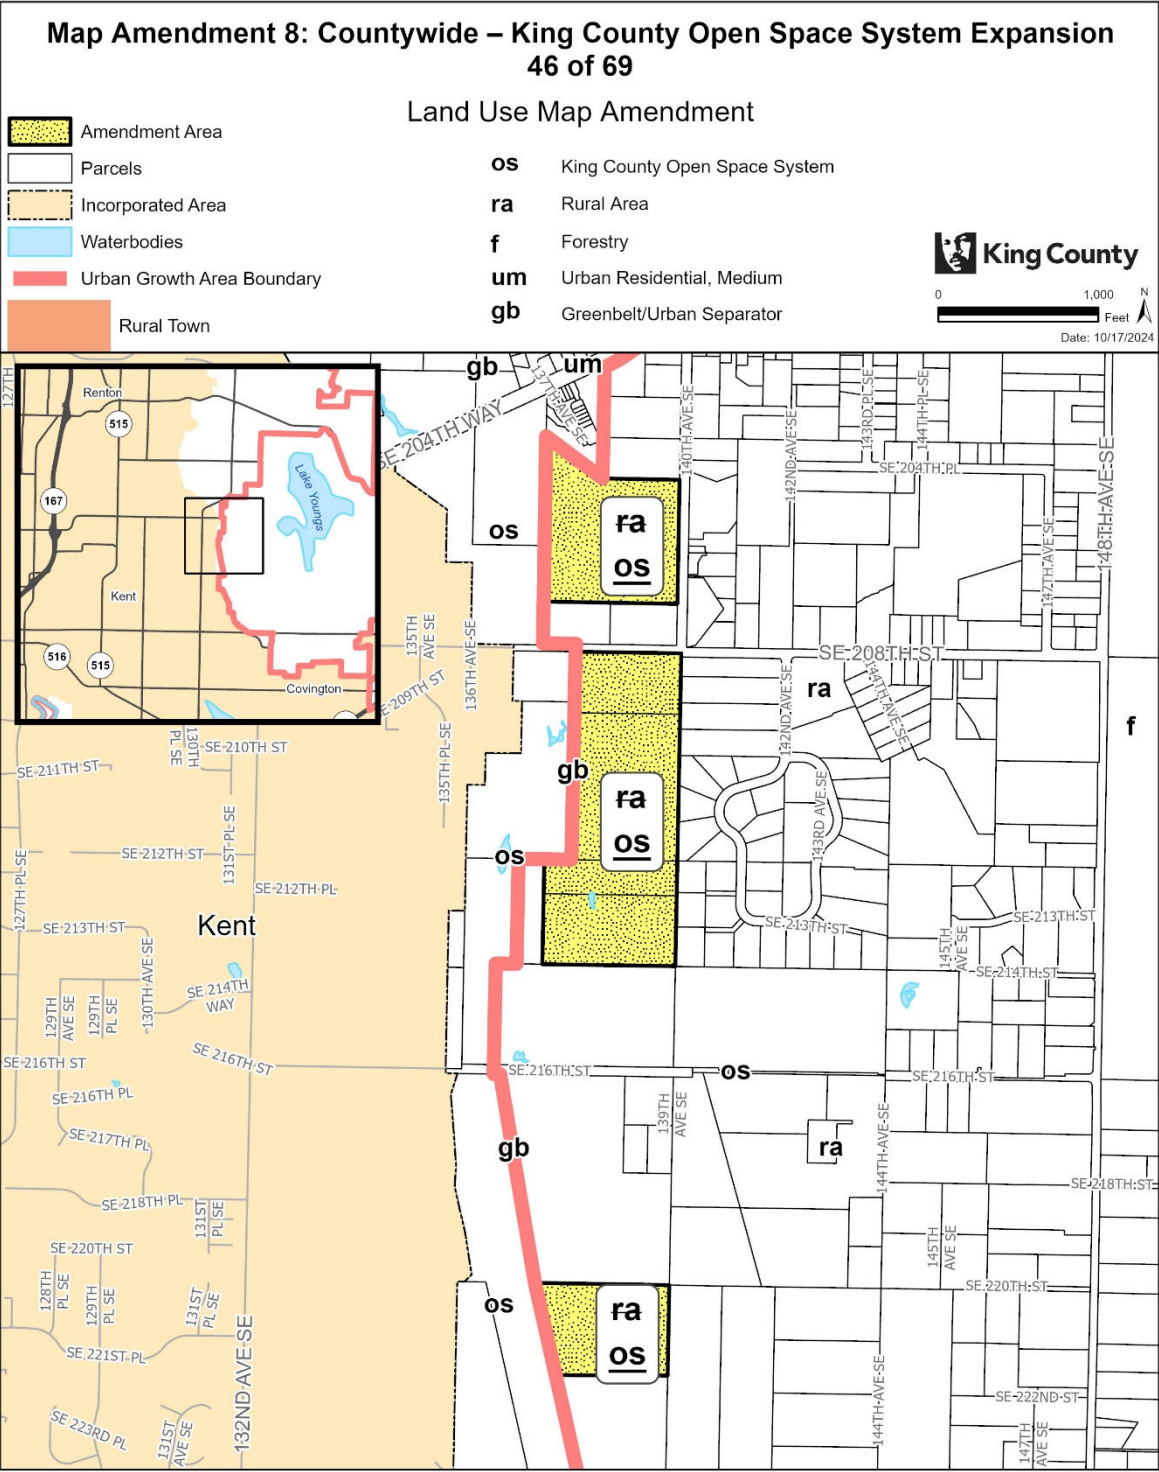 Map Amendment 8: Countywide – King County Open Space System Expansion
46 of 69
Land Use Map Amendment
Amendment Area
Parcels
Incorporated Area
Waterbodies
Urban Growth Area Boundary
Rural Town
os King County Open Space System
ra Rural Area
f Forestry
um Urban Residential, Medium
gb Greenbelt/Urban Separator
King County
0 1,000
Feet
N
Date: 10/17/2024
127TH
Renton
515
167
Lake Youngs
Kent
516
515
Covington
gb
um
137TH AVE SE
SE 204TH WAY
140TH AVE SE
142ND AVE SE
143RD PL SE
144TH PL SE
SE 204TH PL
148TH AVE SE
147TH AVE SE
os
ra
os
135TH
AVE SE
136TH AVE SE
SE 208TH ST
SE 209TH ST
ra
144TH AVE SE
142ND AVE SE
f
130TH
PL SE
SE 210TH ST
SE 211TH ST
135TH PL SE
gb
ra
os
143RD AVE SE
131ST PL SE
SE 212TH ST
os
127TH PL SE
SE 212TH PL
Kent
SE 213TH ST
SE 213TH ST
SE 213TH ST
145TH
AVE SE
130TH AVE SE
SE 214TH ST
SE 214TH
WAY
129TH
AVE SE
129TH
PL SE
SE 216TH ST
SE 216TH ST
SE 216TH ST
os
SE 216TH ST
SE 216TH PL
139TH
AVE SE
144TH AVE SE
SE 217TH PL
gb
ra
SE 218TH ST
SE 218TH PL
131ST
PL SE
SE 220TH ST
145TH
AVE SE
SE 220TH ST
128TH
PL SE
129TH
PL SE
131ST
PL SE
os
ra
os
132ND AVE SE
SE 221ST PL
144TH AVE SE
SE 222ND ST
SE 223RD PL
131ST
AVE SE
147TH
AVE SE